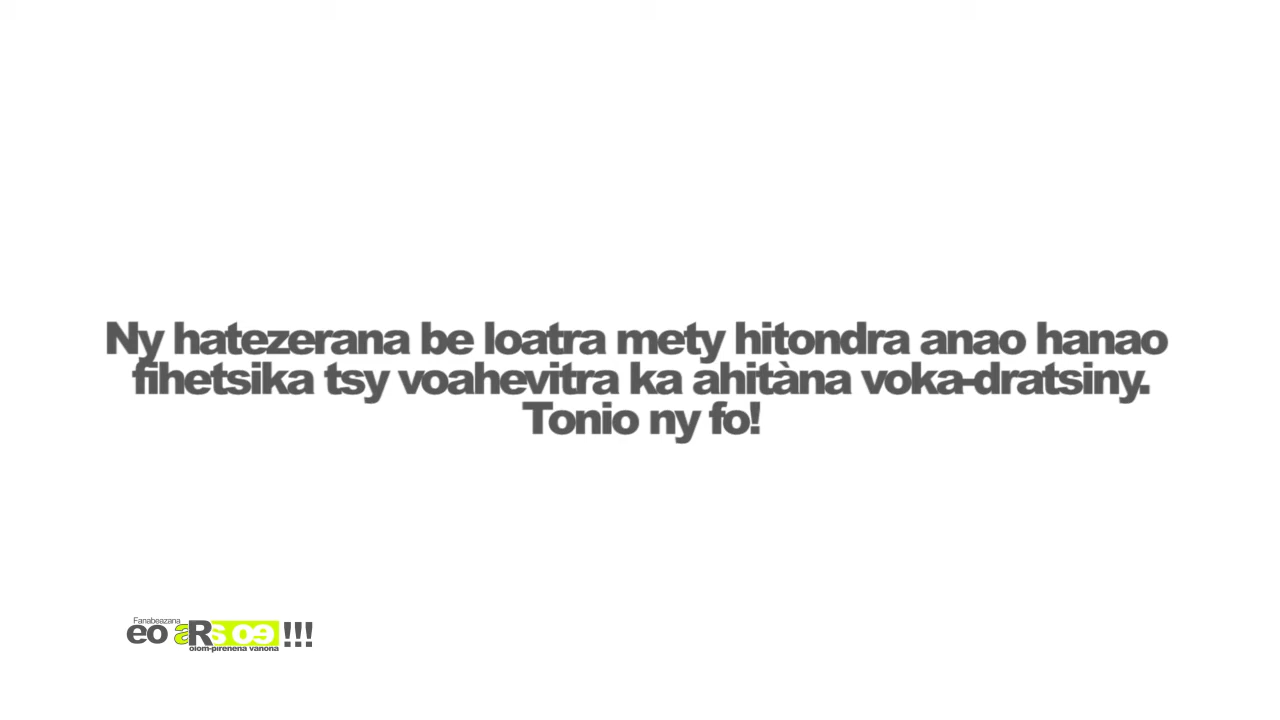 Ny hatezerana be loatra mety hitondra anao hanao
fihetsika tsy voahevitra ka ahitàna voka-dratsiny.
Tonio ny fo!
Fanabeazana
eo aRs oe !!!
olom-pirenena vanona